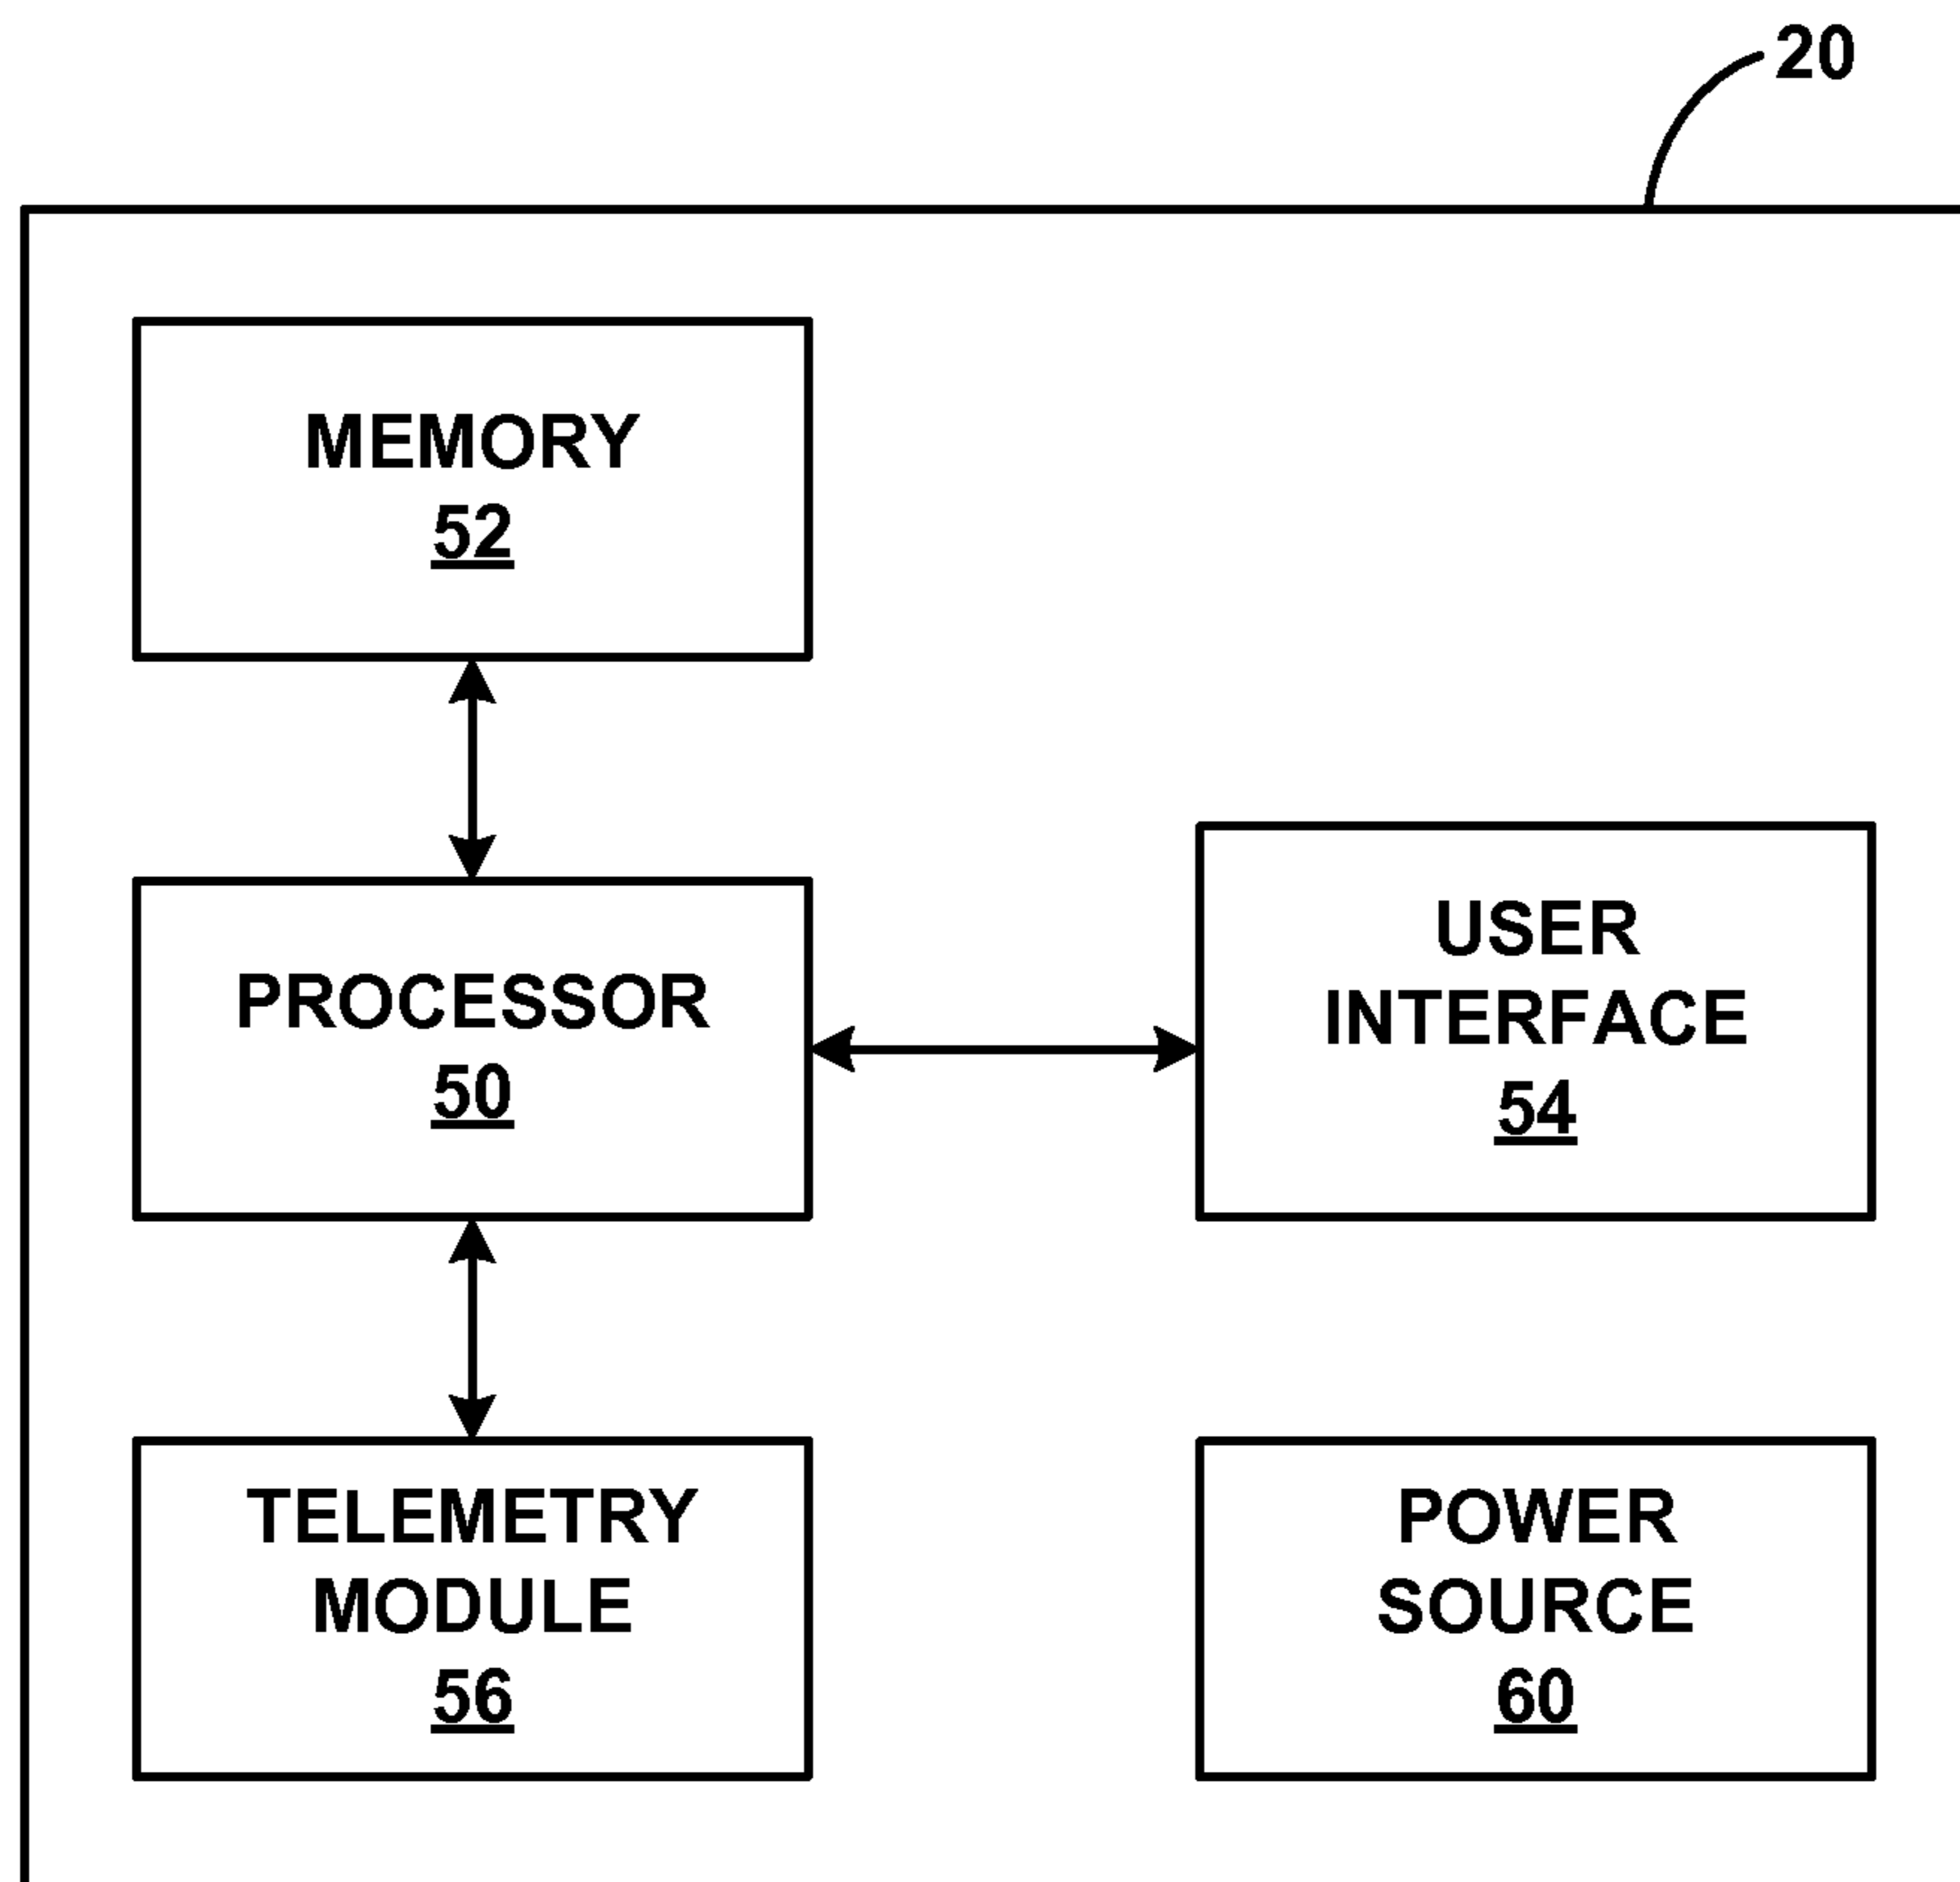 20
MEMORY
52
PROCESSOR
50
USER
INTERFACE
54
TELEMETRY
MODULE
56
POWER
SOURCE
60